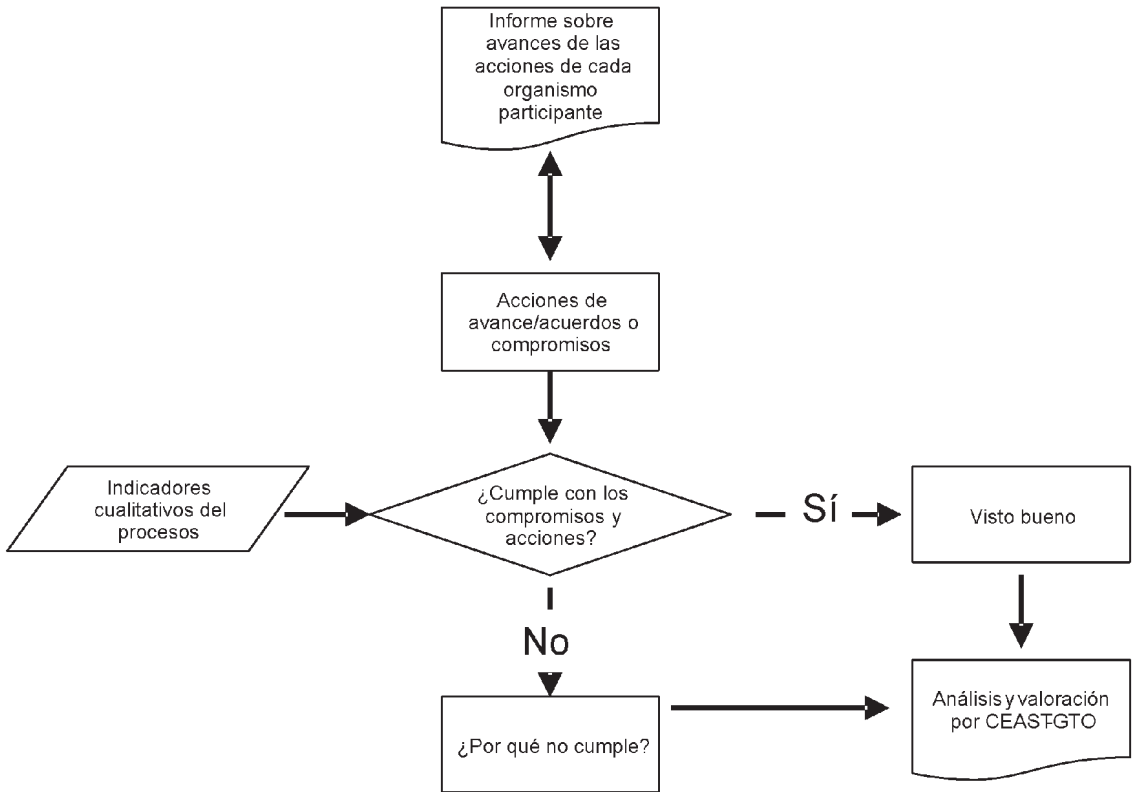 Informe sobre
avances de las
acciones de cada
organismo
participante
Acciones de
avance/acuerdos o
compromisos
Indicadores
cualitativos del
procesos
¿Cumple con los
compromisos y
acciones?
Sí
Visto bueno
No
¿Por qué no cumple?
Análisis y valoración
por CEAST-GTO